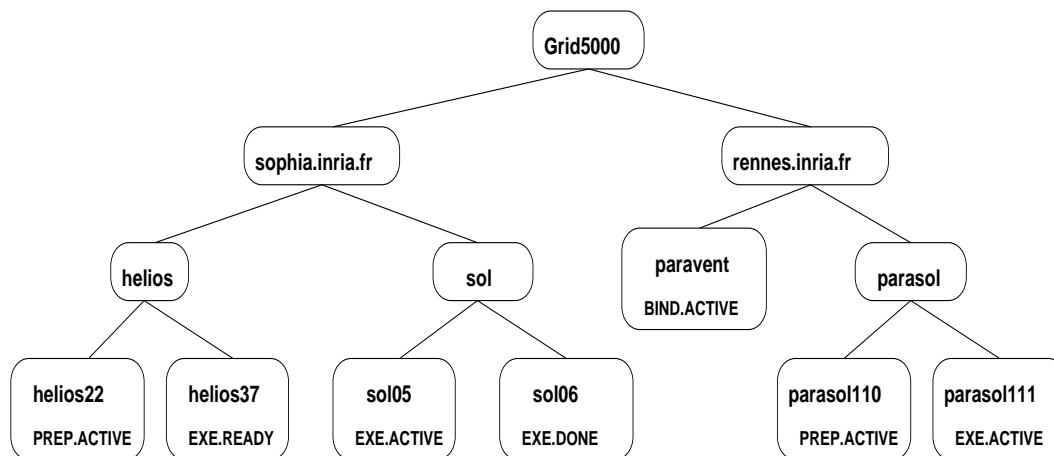 Grid5000
sophia.inria.fr
rennes.inria.fr
helios
sol
paravent
BIND.ACTIVE
parasol
helios22
PREP.ACTIVE
helios37
EXE.READY
sol05
EXE.ACTIVE
sol06
EXE.DONE
parasol110
PREP.ACTIVE
parasol111
EXE.ACTIVE